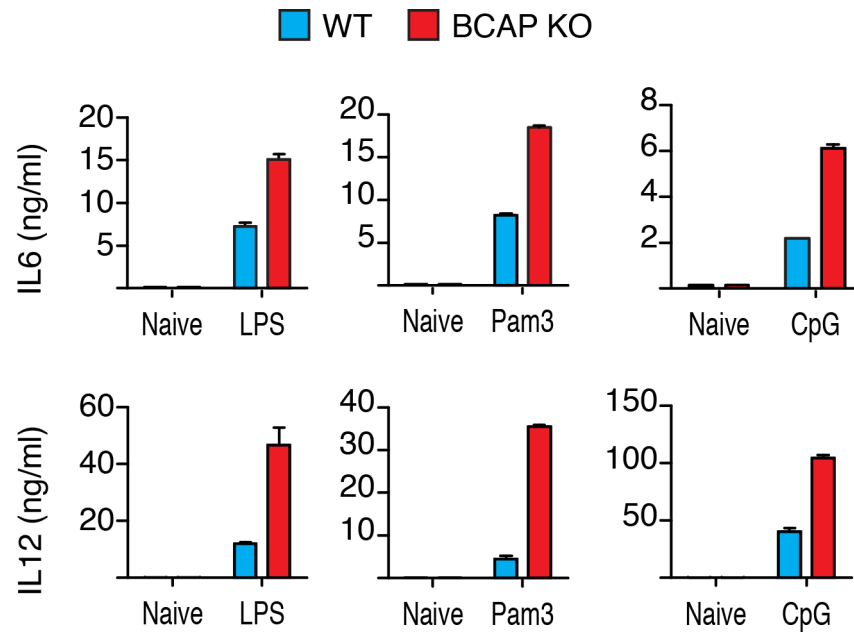 WT BCAP KO
IL6 (ng/ml)
20
15
10
5
Naive LPS
20
15
10
5
Naive Pam3
8
6
4
2
Naive CpG
IL12 (ng/ml)
60
40
20
Naive LPS
40
30
20
10
Naive Pam3
150
100
50
Naive CpG